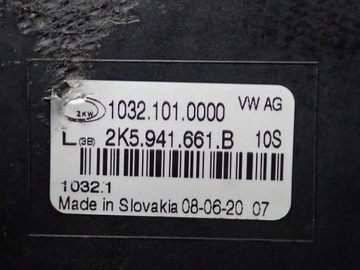 ZKW 1032.101.0000 VW AG
L (3B) 2K5.941.661.B 10S
1032.1
Made in Slovakia 08-06-20 07